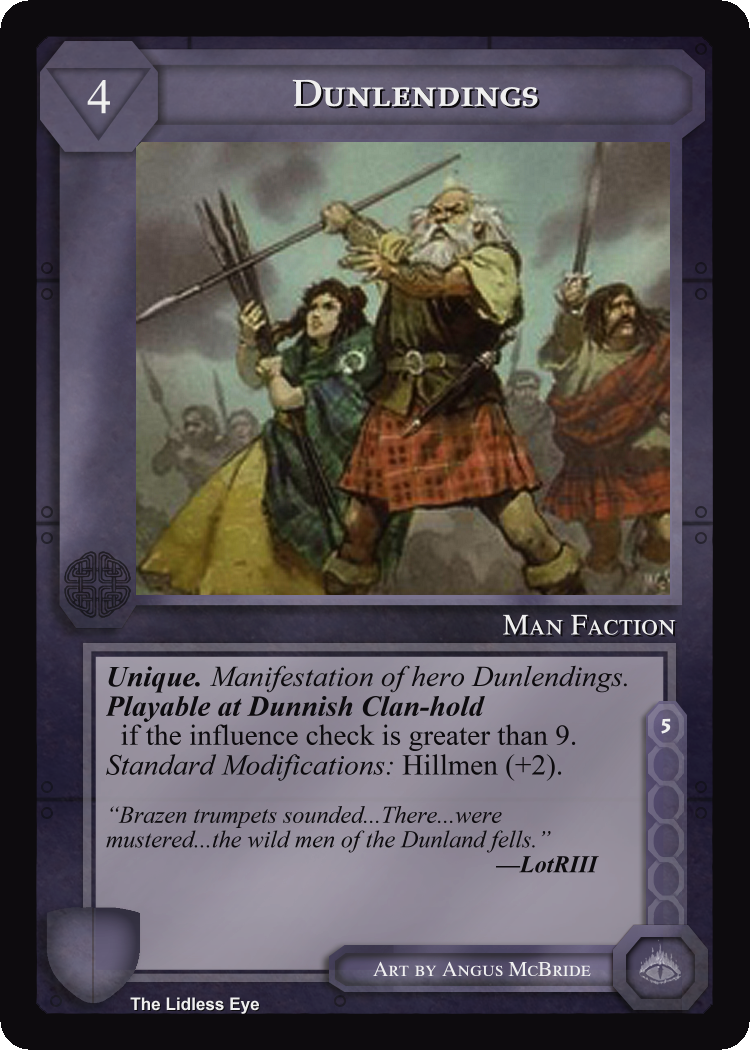 4
Dunlendings
Man Faction
Unique. Manifestation of hero Dunlendings.
Playable at Dunnish Clan-hold
if the influence check is greater than 9.
Standard Modifications: Hillmen (+2).
5
“Brazen trumpets sounded...There...were
mustered...the wild men of the Dunland fells.”
—LotRIII
Art by Angus McBride
The Lidless Eye